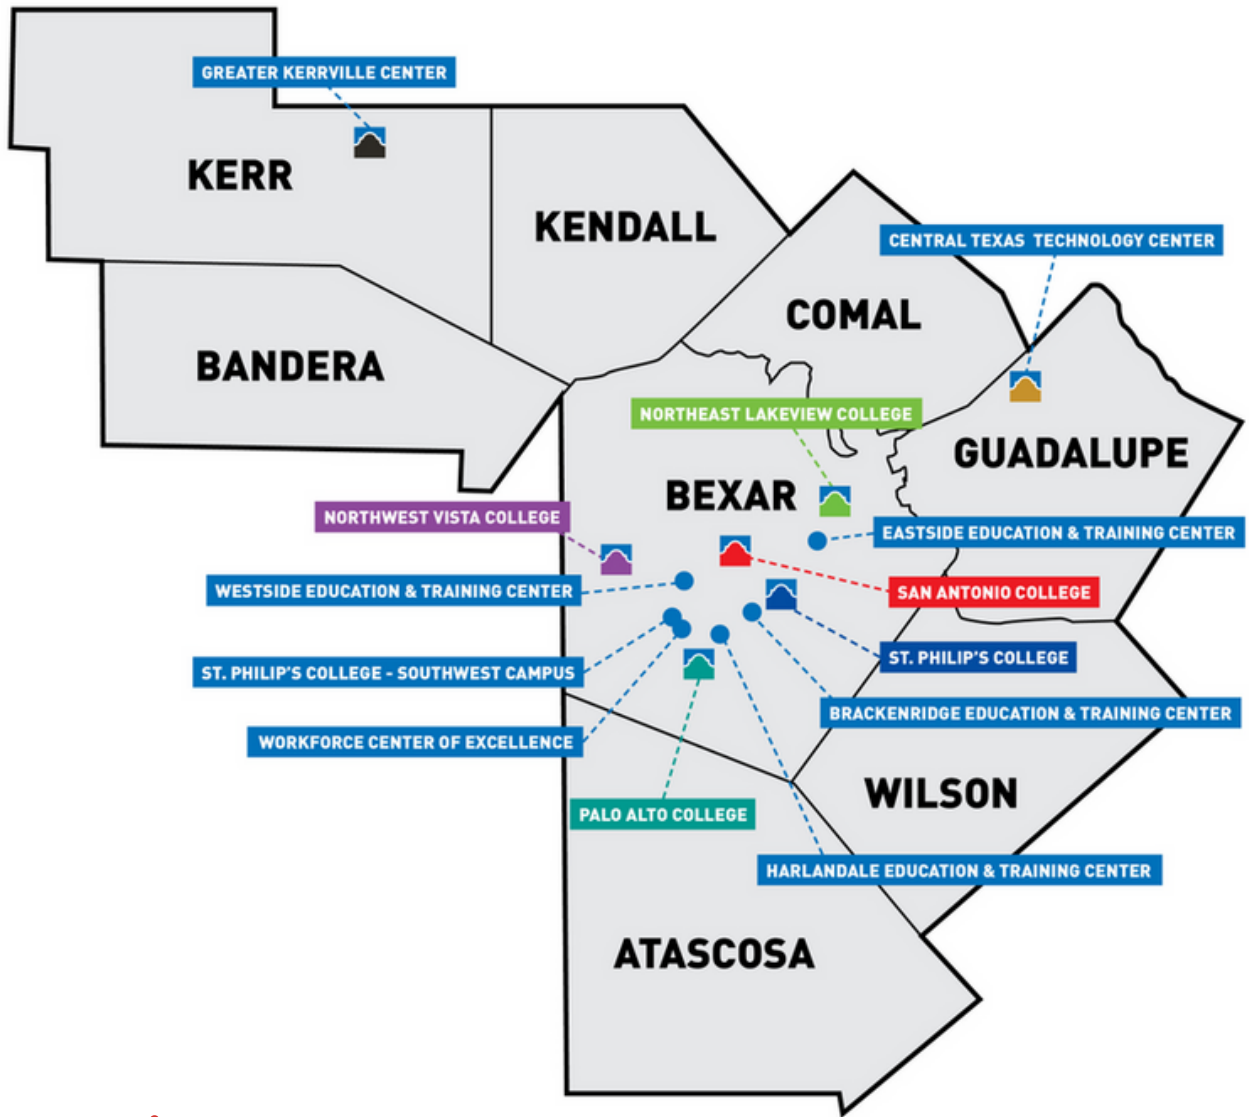 GREATER KERRVILLE CENTER
KERR
KENDALL
CENTRAL TEXAS TECHNOLOGY CENTER
COMAL
BANDERA
NORTHEAST LAKEVIEW COLLEGE
GUADALUPE
BEXAR
NORTHWEST VISTA COLLEGE
EASTSIDE EDUCATION & TRAINING CENTER
WESTSIDE EDUCATION & TRAINING CENTER
SAN ANTONIO COLLEGE
ST. PHILIP'S COLLEGE
ST. PHILIP'S COLLEGE - SOUTHWEST CAMPUS
BRACKENRIDGE EDUCATION & TRAINING CENTER
WORKFORCE CENTER OF EXCELLENCE
WILSON
PALO ALTO COLLEGE
HARLANDALE EDUCATION & TRAINING CENTER
ATASCOSA